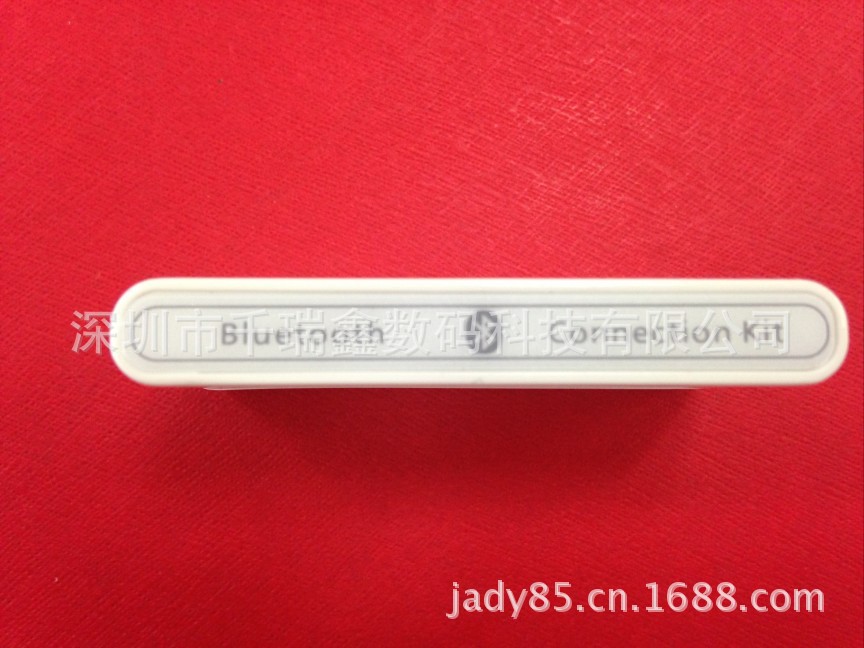 Bluetooth Connection Kit
深圳市千瑞鑫数码科技有限公司
jady85.cn.1688.com